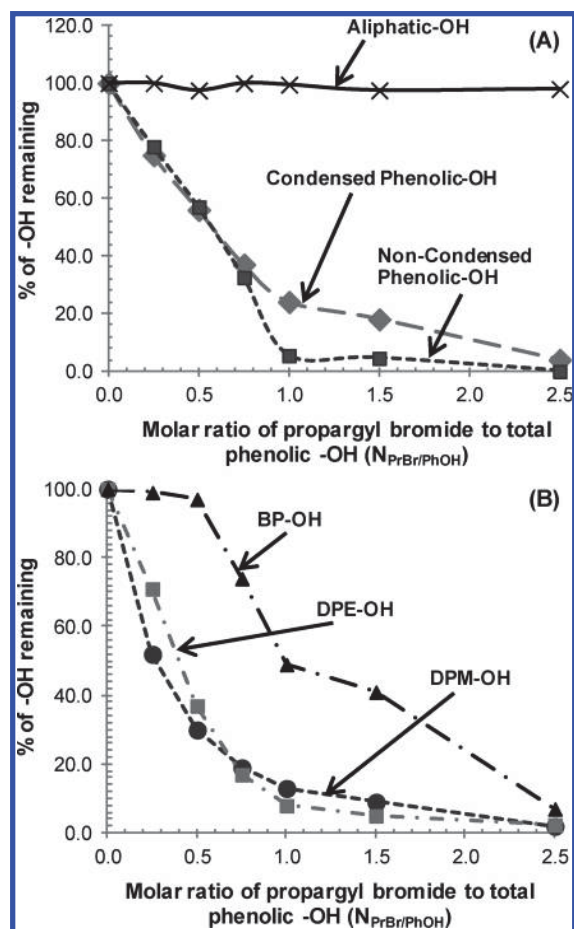 120.0
Aliphatic-OH
(A)
100.0
80.0
Condensed Phenolic-OH
60.0
Non-Condensed
Phenolic-OH
40.0
20.0
0.0
% of -OH remaining
0.0 0.5 1.0 1.5 2.0 2.5
Molar ratio of propargyl bromide to total
phenolic -OH (NPrBr/PhOH)
100.0
(B)
BP-OH
80.0
DPE-OH
60.0
DPM-OH
40.0
20.0
0.0
% of -OH remaining
0.0 0.5 1.0 1.5 2.0 2.5
Molar ratio of propargyl bromide to total
phenolic -OH (NPrBr/PhOH)